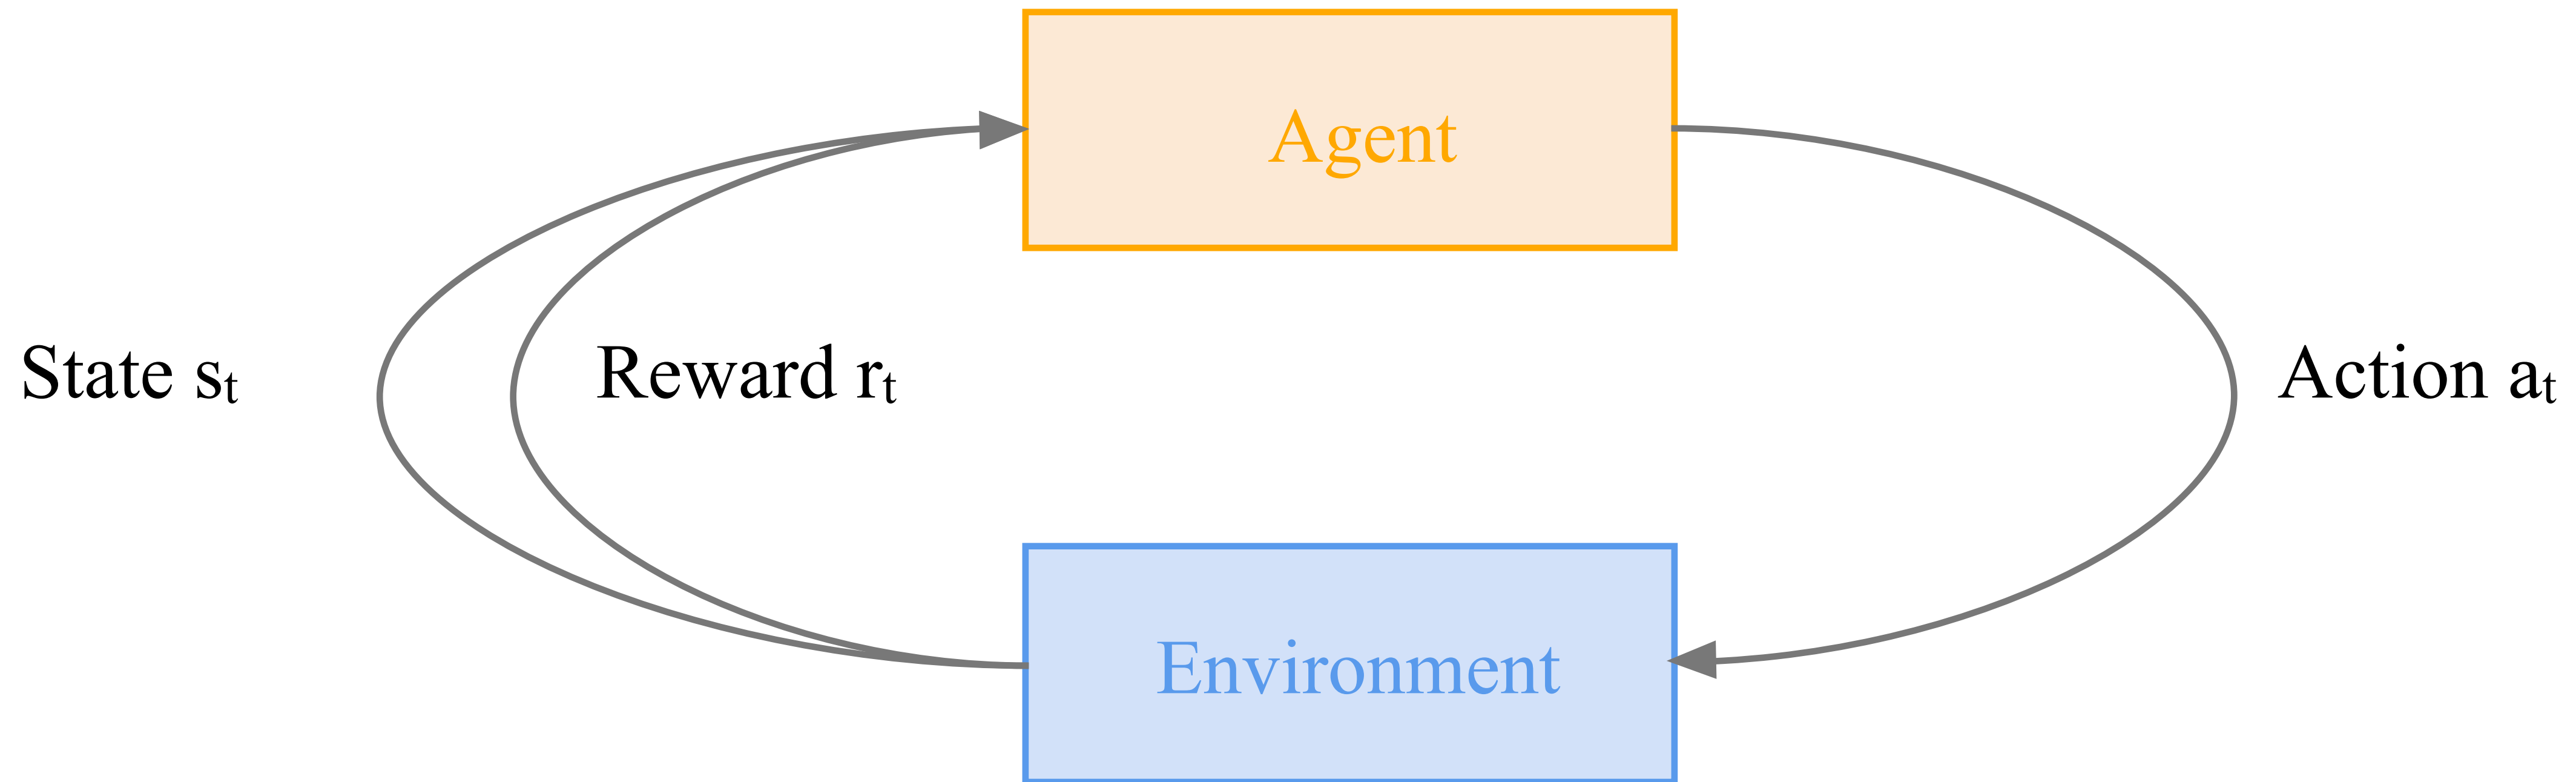 Agent
State sₜ
Reward rₜ
Action aₜ
Environment